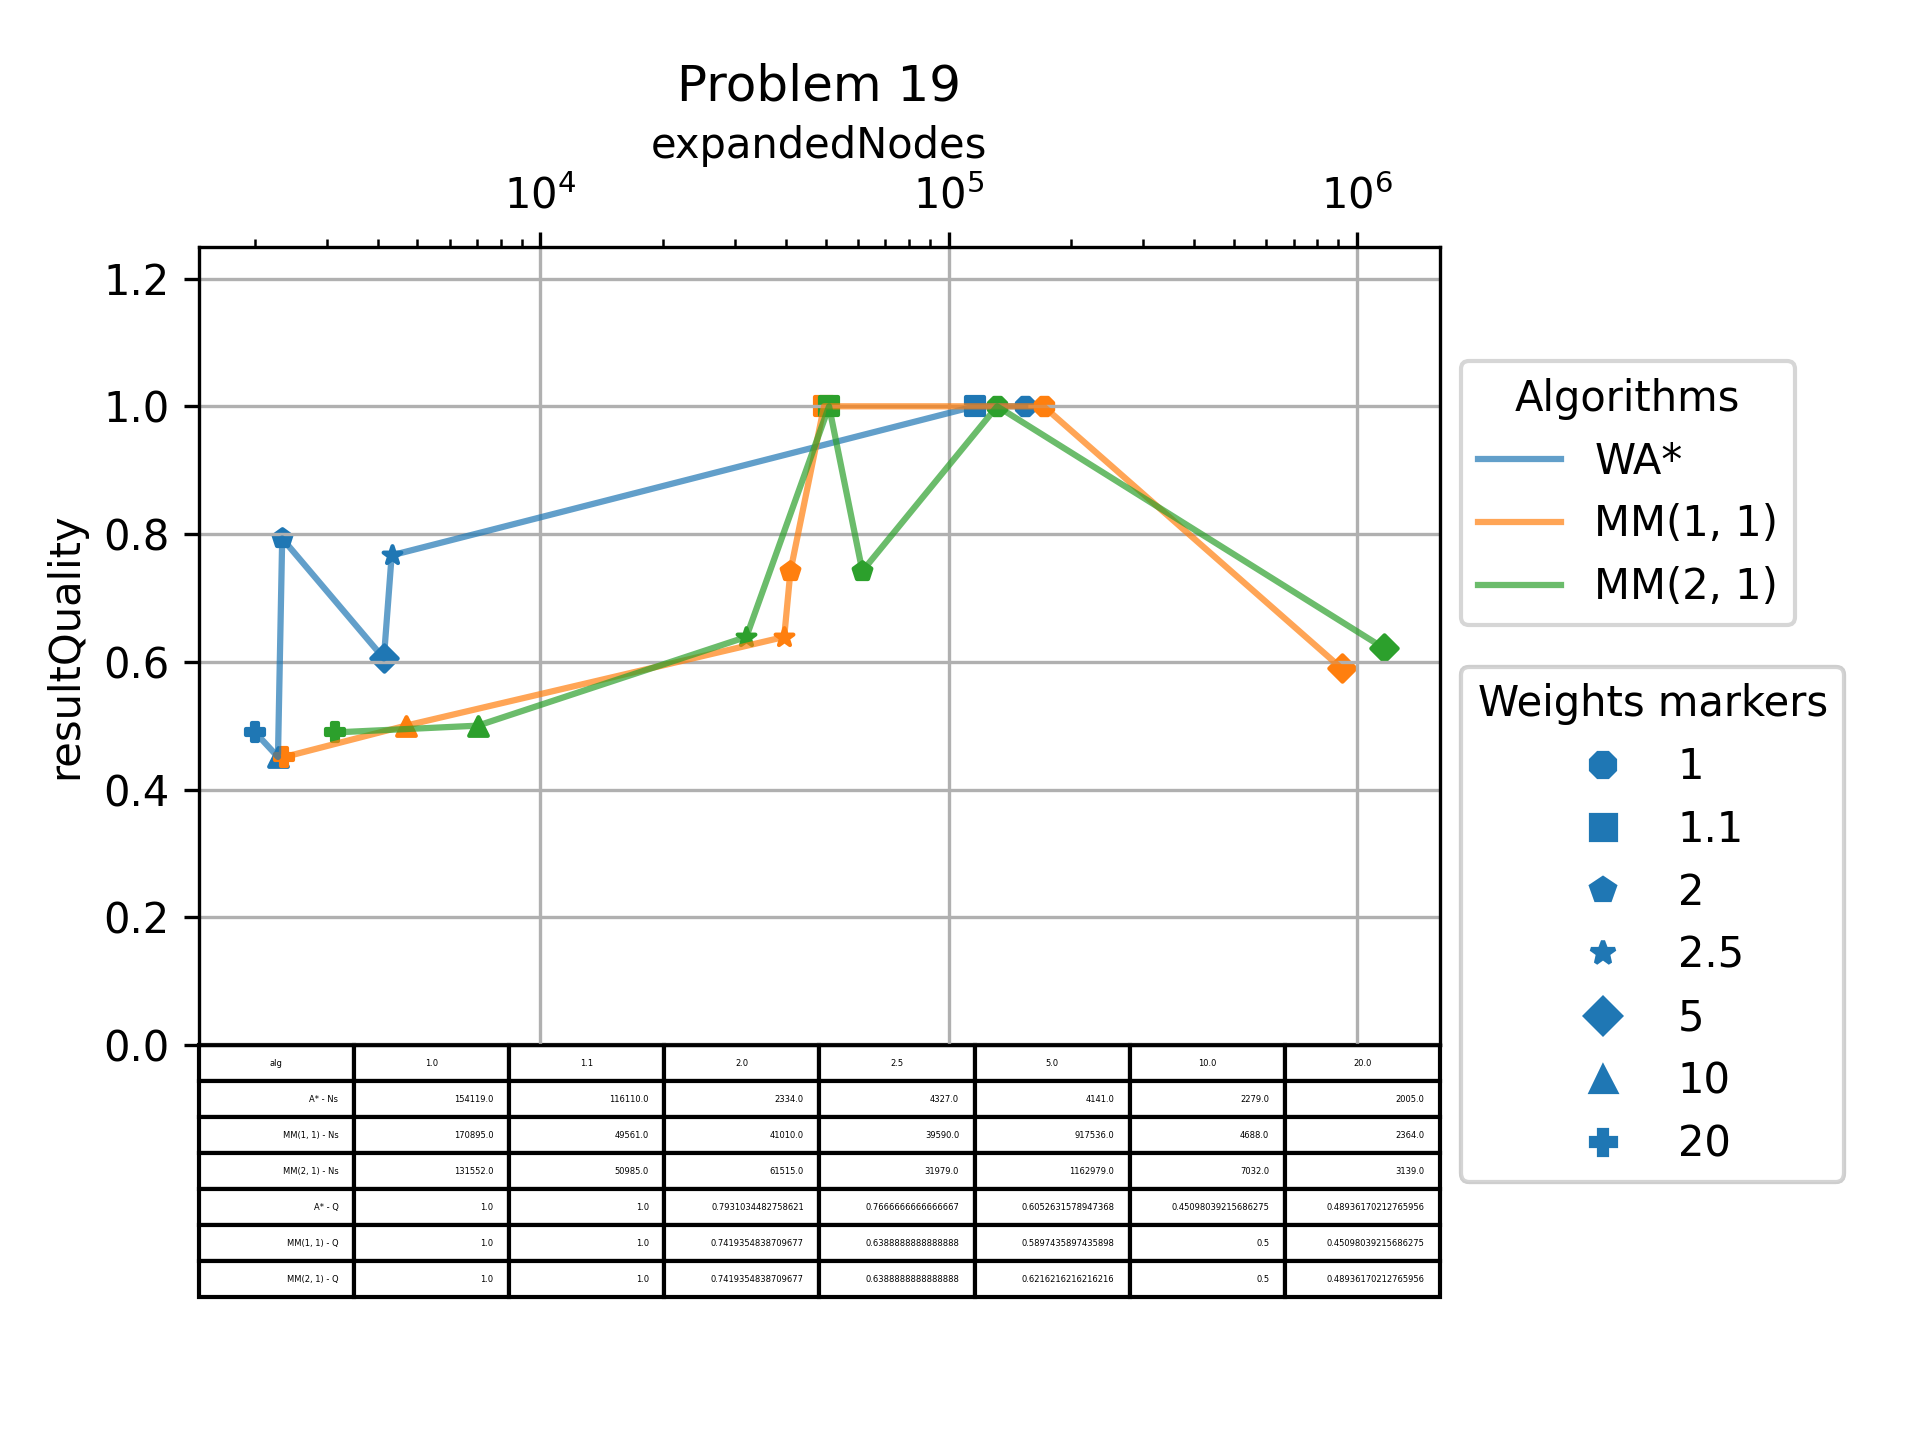 Problem 19
expandedNodes
10^4 10^5 10^6
1.2
1.0
0.8
0.6
0.4
0.2
0.0
resultQuality
Algorithms
WA*
MM(1, 1)
MM(2, 1)
Weights markers
1
1.1
2
2.5
5
10
20
alg 1.0 1.1 2.0 2.5 5.0 10.0 20.0
A* - Ns 154119.0 116110.0 2334.0 4327.0 4141.0 2279.0 2005.0
MM(1, 1) - Ns 170895.0 49561.0 41010.0 39590.0 917536.0 4688.0 2364.0
MM(2, 1) - Ns 131552.0 50985.0 61515.0 31979.0 1162979.0 7032.0 3139.0
A* - Q 1.0 1.0 0.7931034482758621 0.7666666666666667 0.6052631578947368 0.45098039215686275 0.48936170212765956
MM(1, 1) - Q 1.0 1.0 0.7419354838709677 0.6388888888888888 0.5897435897435898 0.5 0.45098039215686275
MM(2, 1) - Q 1.0 1.0 0.7419354838709677 0.6388888888888888 0.6216216216216216 0.5 0.48936170212765956